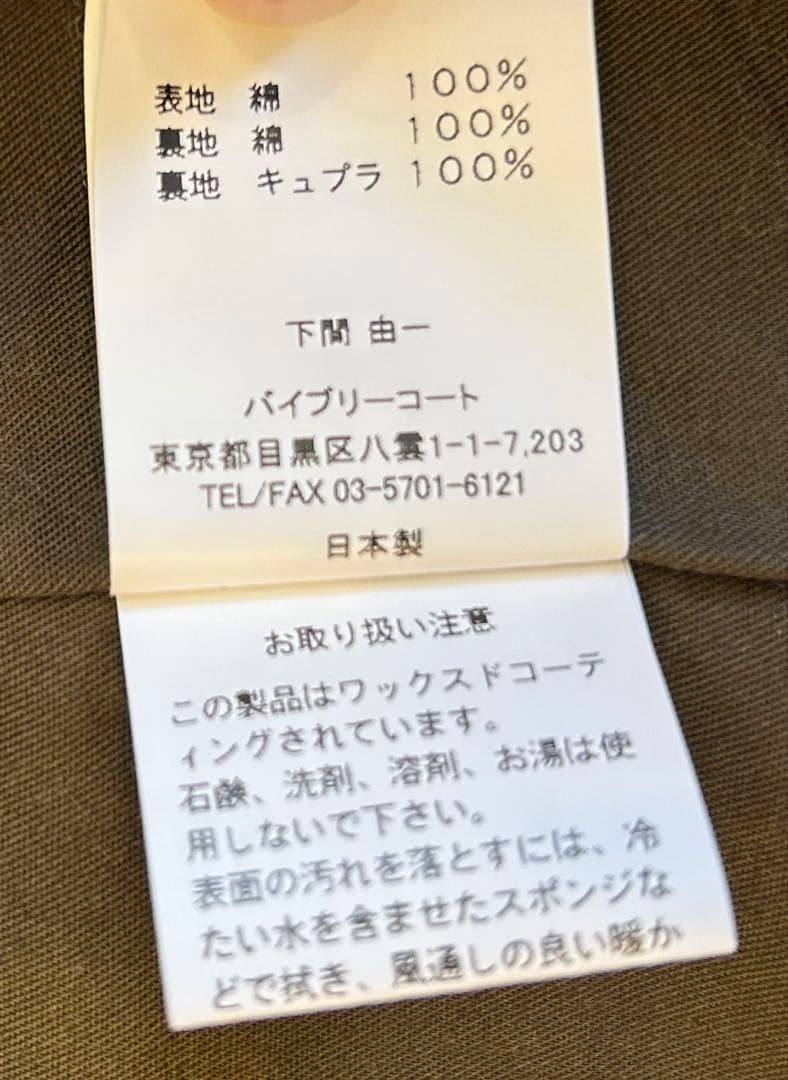 表地 綿 100%
裏地 綿 100%
裏地 キュプラ 100%
下間 由一
バイブリーコート
東京都目黒区八雲1-1-7,203
TEL/FAX 03-5701-6121
日本製
お取り扱い注意
この製品はワックスドコーテ
ィングされています。
石鹸、洗剤、溶剤、お湯は使
用しないで下さい。
表面の汚れを落とすには、冷
たい水を含ませたスポンジな
どで拭き、風通しの良い暖か